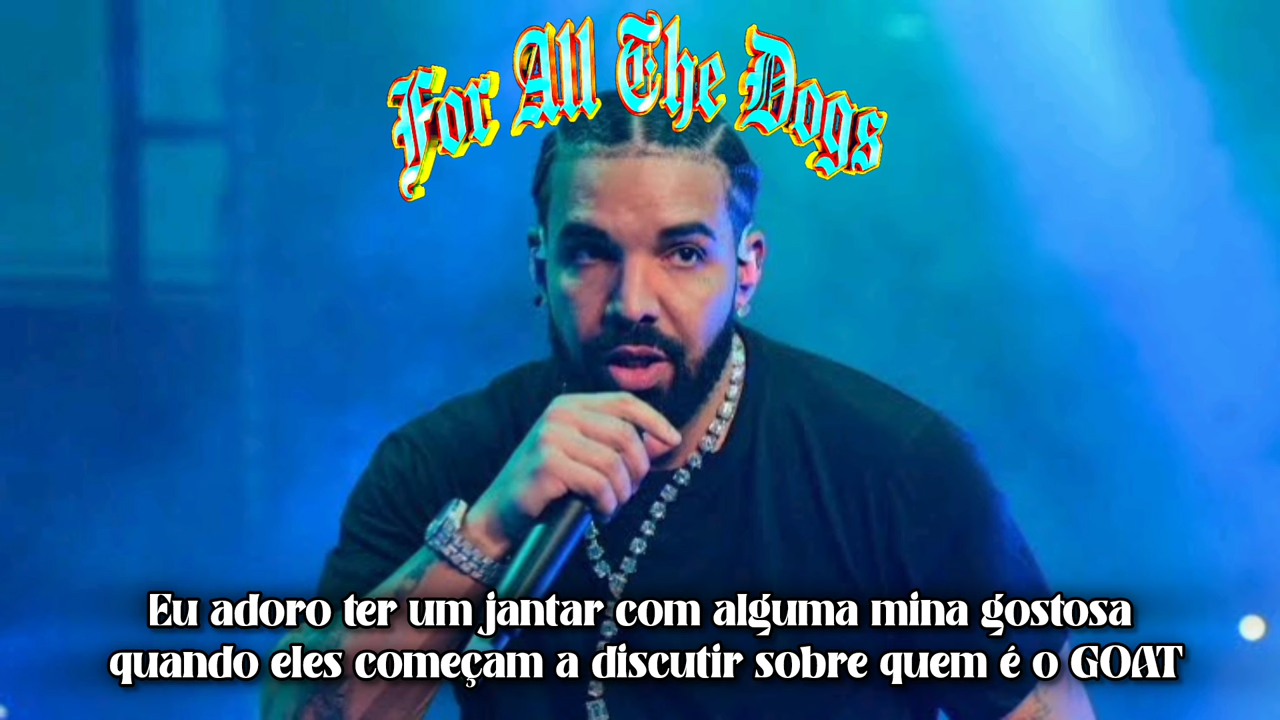 For All The Dogs
Eu adoro ter um jantar com alguma mina gostosa
quando eles começam a discutir sobre quem é o GOAT